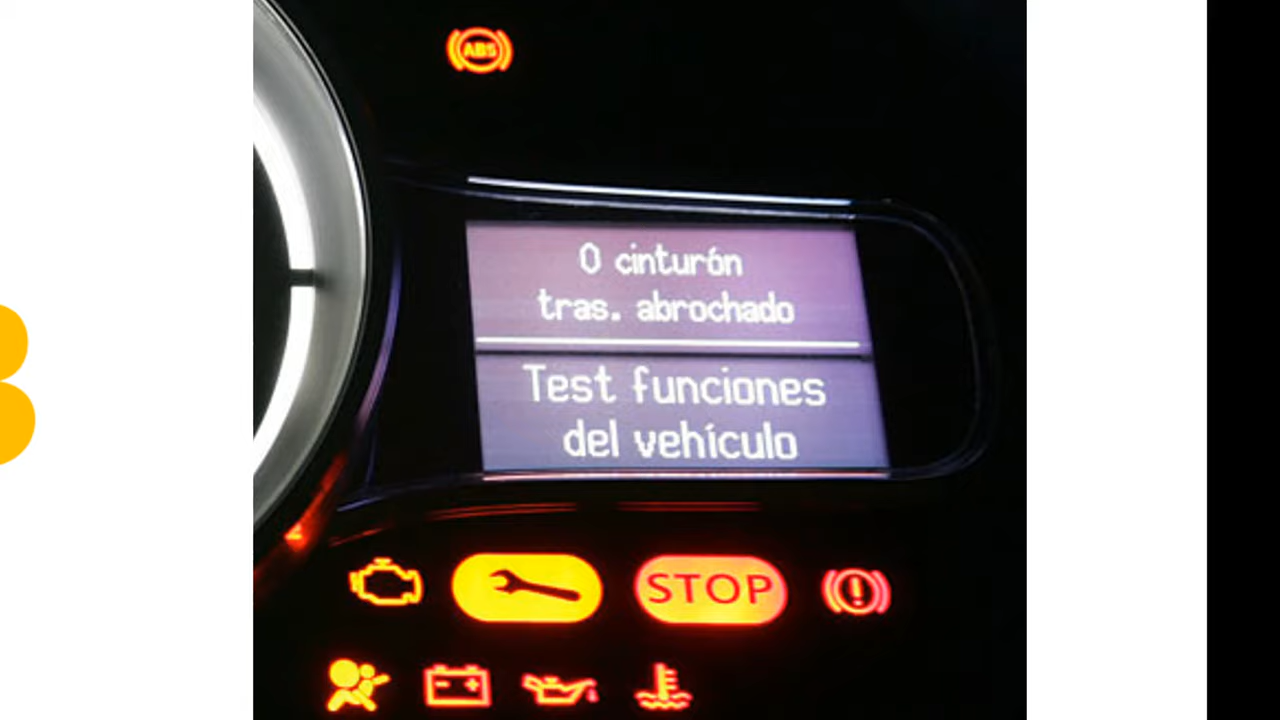 ABS
0 cinturón
tras. abrochado
Test funciones
del vehículo
STOP